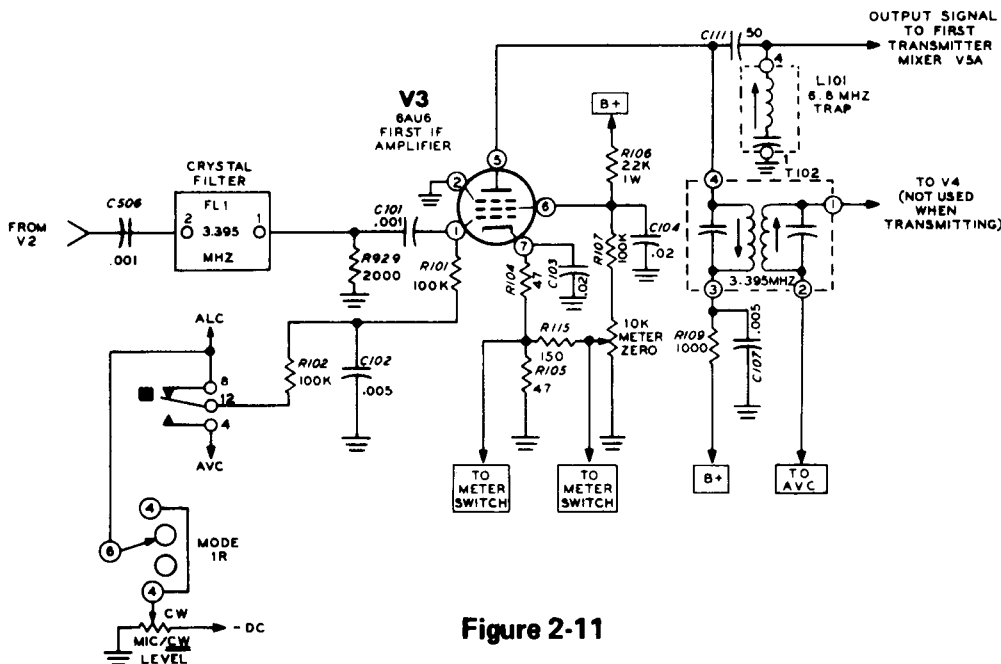 OUTPUT SIGNAL
TO FIRST
TRANSMITTER
MIXER V5A
C111
50
4
L101
6.8 MHZ
TRAP
1
V3
6AU6
FIRST IF
AMPLIFIER
B+
R106
22K
1W
5
2
6
1
7
T102
4
1
TO V4
(NOT USED
WHEN
TRANSMITTING)
CRYSTAL
FILTER
FL1
2
3.395
1
MHZ
C506
.001
FROM
V2
C101
.001
R929
2000
R101
100K
R104
47
C103
.02
R107
100K
C104
.02
3.395MHZ
3
2
R109
1000
.005
C107
R115
150
R105
47
10K
METER
ZERO
ALC
R102
100K
C102
.005
8
12
4
AVC
TO
METER
SWITCH
TO
METER
SWITCH
B+
TO
AVC
4
6
MODE
1R
4
CW
-DC
MIC/CW
LEVEL
Figure 2-11